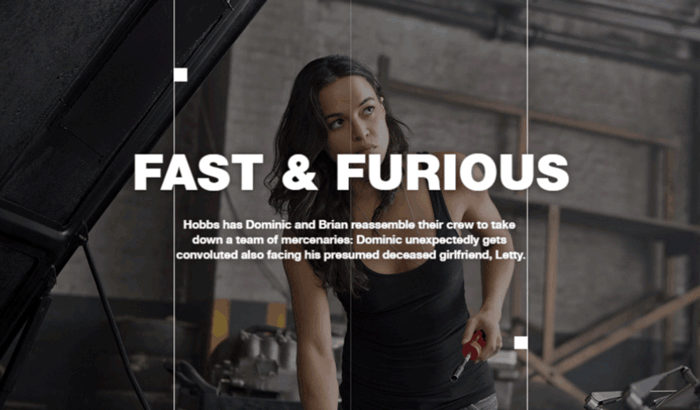 FAST & FURIOUS
Hobbs has Dominic and Brian reassemble their crew to take
down a team of mercenaries: Dominic unexpectedly gets
convoluted also facing his presumed deceased girlfriend, Letty.